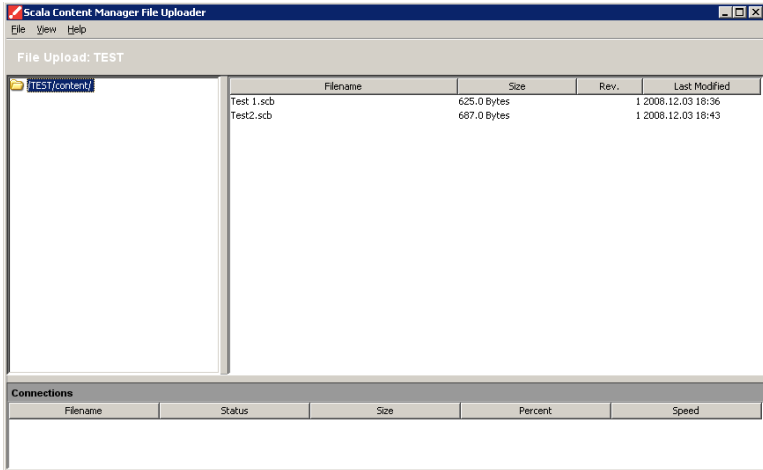 Scala Content Manager File Uploader
File View Help
File Upload: TEST
/TEST/content/
Filename Size Rev. Last Modified
Test 1.scb 625.0 Bytes 1 2008.12.03 18:36
Test2.scb 687.0 Bytes 1 2008.12.03 18:43
Connections
Filename Status Size Percent Speed